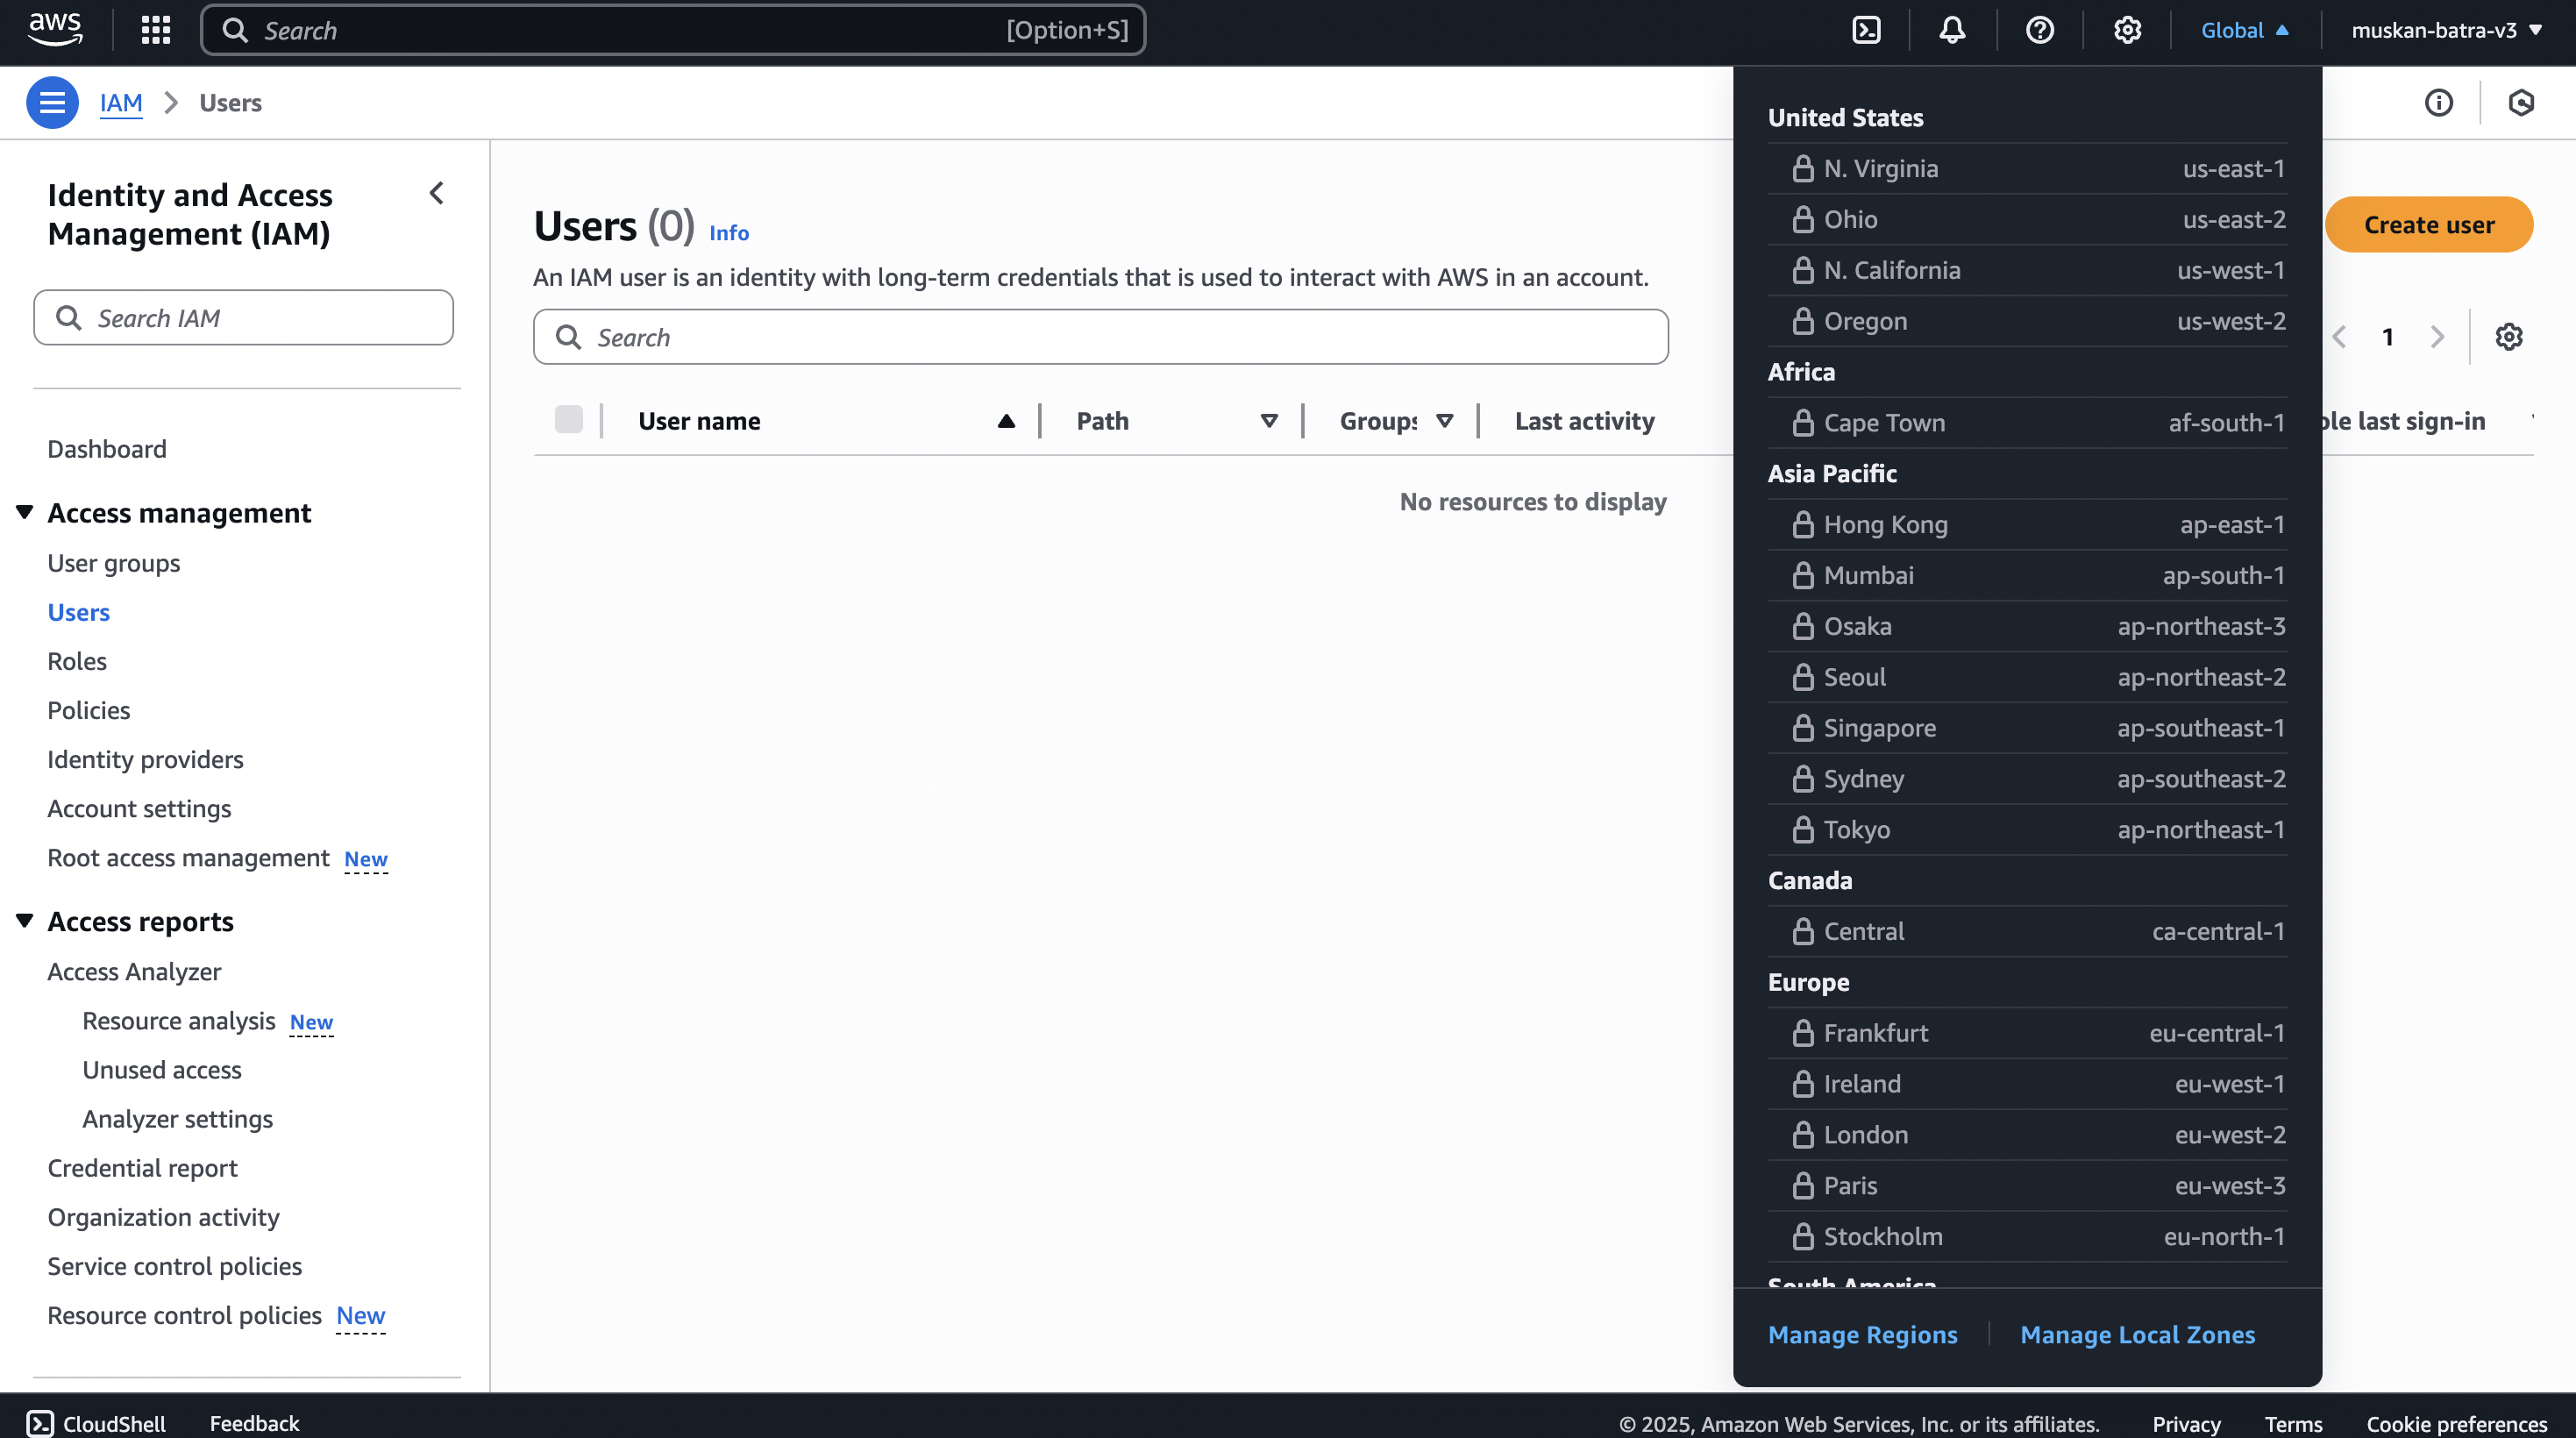 aws
Search [Option+S]
Global
muskan-batra-v3
IAM
Users
Identity and Access
Management (IAM)
Search IAM
Dashboard
Access management
User groups
Users
Roles
Policies
Identity providers
Account settings
Root access management New
Access reports
Access Analyzer
Resource analysis New
Unused access
Analyzer settings
Credential report
Organization activity
Service control policies
Resource control policies New
Users (0) Info
An IAM user is an identity with long-term credentials that is used to interact with AWS in an account.
Search
Create user
1
User name Path Groups Last activity last sign-in
No resources to display
United States
N. Virginia us-east-1
Ohio us-east-2
N. California us-west-1
Oregon us-west-2
Africa
Cape Town af-south-1
Asia Pacific
Hong Kong ap-east-1
Mumbai ap-south-1
Osaka ap-northeast-3
Seoul ap-northeast-2
Singapore ap-southeast-1
Sydney ap-southeast-2
Tokyo ap-northeast-1
Canada
Central ca-central-1
Europe
Frankfurt eu-central-1
Ireland eu-west-1
London eu-west-2
Paris eu-west-3
Stockholm eu-north-1
South America
Manage Regions
Manage Local Zones
CloudShell Feedback
© 2025, Amazon Web Services, Inc. or its affiliates. Privacy Terms Cookie preferences